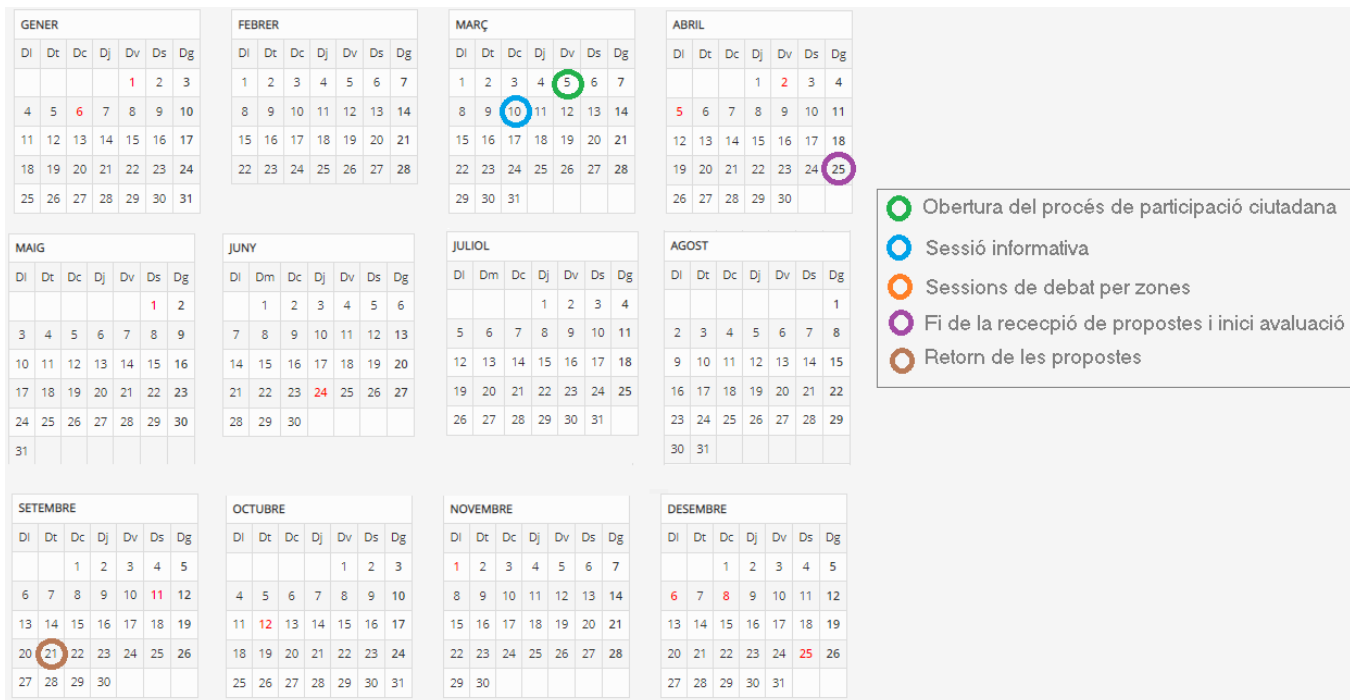 GENER
Dl Dt Dc Dj Dv Ds Dg
1 2 3
4 5 6 7 8 9 10
11 12 13 14 15 16 17
18 19 20 21 22 23 24
25 26 27 28 29 30 31
FEBRER
Dl Dt Dc Dj Dv Ds Dg
1 2 3 4 5 6 7
8 9 10 11 12 13 14
15 16 17 18 19 20 21
22 23 24 25 26 27 28
MARÇ
Dl Dt Dc Dj Dv Ds Dg
1 2 3 4 5 6 7
8 9 10 11 12 13 14
15 16 17 18 19 20 21
22 23 24 25 26 27 28
29 30 31
ABRIL
Dl Dt Dc Dj Dv Ds Dg
1 2 3 4
5 6 7 8 9 10 11
12 13 14 15 16 17 18
19 20 21 22 23 24 25
26 27 28 29 30
MAIG
Dl Dt Dc Dj Dv Ds Dg
1 2
3 4 5 6 7 8 9
10 11 12 13 14 15 16
17 18 19 20 21 22 23
24 25 26 27 28 29 30
31
JUNY
Dl Dm Dc Dj Dv Ds Dg
1 2 3 4 5 6
7 8 9 10 11 12 13
14 15 16 17 18 19 20
21 22 23 24 25 26 27
28 29 30
JULIOL
Dl Dm Dc Dj Dv Ds Dg
1 2 3 4
5 6 7 8 9 10 11
12 13 14 15 16 17 18
19 20 21 22 23 24 25
26 27 28 29 30 31
AGOST
Dl Dt Dc Dj Dv Ds Dg
1
2 3 4 5 6 7 8
9 10 11 12 13 14 15
16 17 18 19 20 21 22
23 24 25 26 27 28 29
30 31
SETEMBRE
Dl Dt Dc Dj Dv Ds Dg
1 2 3 4 5
6 7 8 9 10 11 12
13 14 15 16 17 18 19
20 21 22 23 24 25 26
27 28 29 30
OCTUBRE
Dl Dt Dc Dj Dv Ds Dg
1 2 3
4 5 6 7 8 9 10
11 12 13 14 15 16 17
18 19 20 21 22 23 24
25 26 27 28 29 30 31
NOVEMBRE
Dl Dt Dc Dj Dv Ds Dg
1 2 3 4 5 6 7
8 9 10 11 12 13 14
15 16 17 18 19 20 21
22 23 24 25 26 27 28
29 30
DESEMBRE
Dl Dt Dc Dj Dv Ds Dg
1 2 3 4 5
6 7 8 9 10 11 12
13 14 15 16 17 18 19
20 21 22 23 24 25 26
27 28 29 30 31
Obertura del procés de participació ciutadana
Sessió informativa
Sessions de debat per zones
Fi de la rececpió de propostes i inici avaluació
Retorn de les propostes